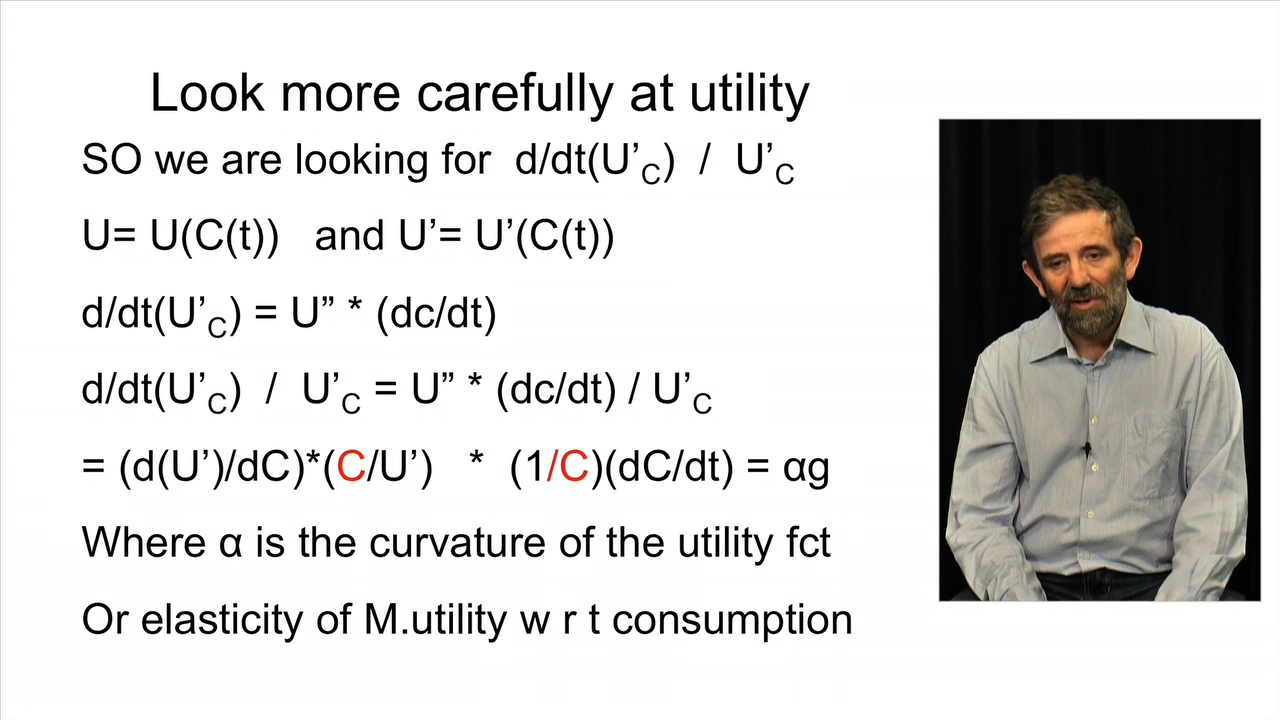 Look more carefully at utility
SO we are looking for d/dt(U’C) / U’C
U= U(C(t)) and U’= U’(C(t))
d/dt(U’C) = U” * (dc/dt)
d/dt(U’C) / U’C = U” * (dc/dt) / U’C
= (d(U’)/dC)*(C/U’) * (1/C)(dC/dt) = αg
Where α is the curvature of the utility fct
Or elasticity of M.utility w r t consumption